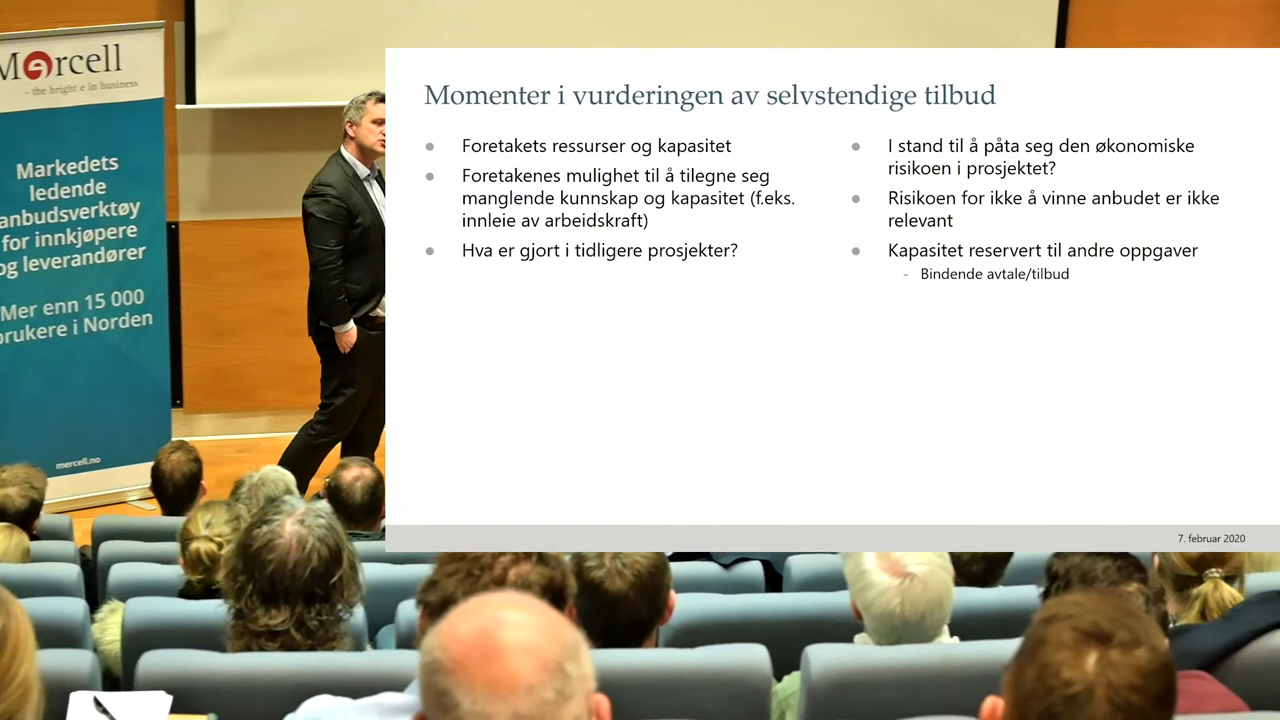 Mercell
- the bright e in business
Markedets
ledende
anbudsverktøy
for innkjøpere
og leverandører
Mer enn 15 000
brukere i Norden
mercell.no
Momenter i vurderingen av selvstendige tilbud
● Foretakets ressurser og kapasitet
● Foretakenes mulighet til å tilegne seg
manglende kunnskap og kapasitet (f.eks.
innleie av arbeidskraft)
● Hva er gjort i tidligere prosjekter?
● I stand til å påta seg den økonomiske
risikoen i prosjektet?
● Risikoen for ikke å vinne anbudet er ikke
relevant
● Kapasitet reservert til andre oppgaver
- Bindende avtale/tilbud
7. februar 2020